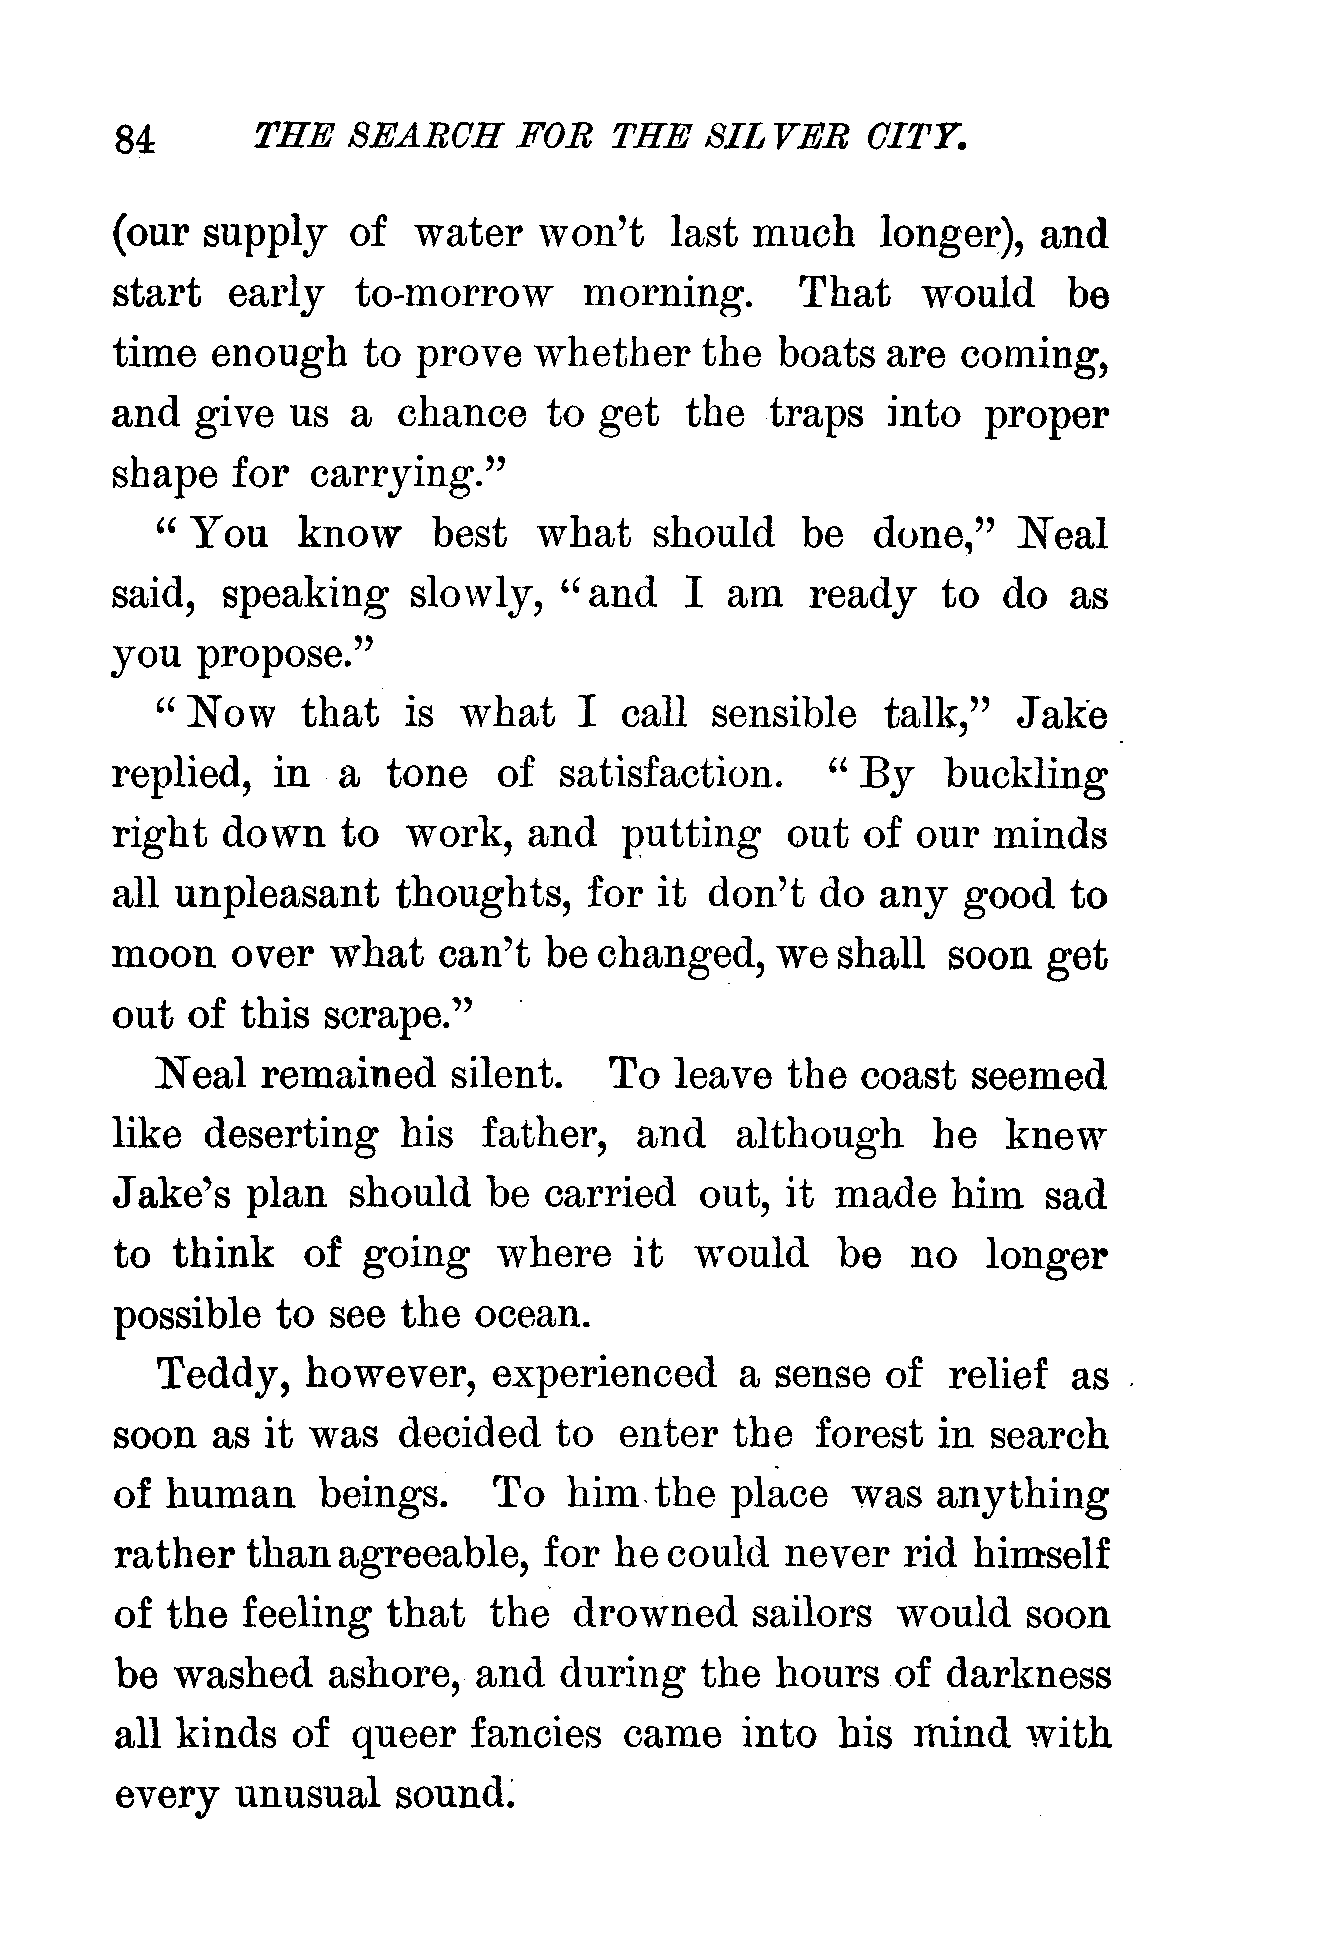 84 THE SEARCH FOR THE SILVER CITY.
(our supply of water won't last much longer), and
start early to-morrow morning. That would be
time enough to prove whether the boats are coming,
and give us a chance to get the traps into proper
shape for carrying."
"You know best what should be done," Neal
said, speaking slowly, "and I am ready to do as
you propose."
"Now that is what I call sensible talk," Jake
replied, in a tone of satisfaction. "By buckling
right down to work, and putting out of our minds
all unpleasant thoughts, for it don't do any good to
moon over what can't be changed, we shall soon get
out of this scrape."
Neal remained silent. To leave the coast seemed
like deserting his father, and although he knew
Jake's plan should be carried out, it made him sad
to think of going where it would be no longer
possible to see the ocean.
Teddy, however, experienced a sense of relief as
soon as it was decided to enter the forest in search
of human beings. To him the place was anything
rather than agreeable, for he could never rid himself
of the feeling that the drowned sailors would soon
be washed ashore, and during the hours of darkness
all kinds of queer fancies came into his mind with
every unusual sound.